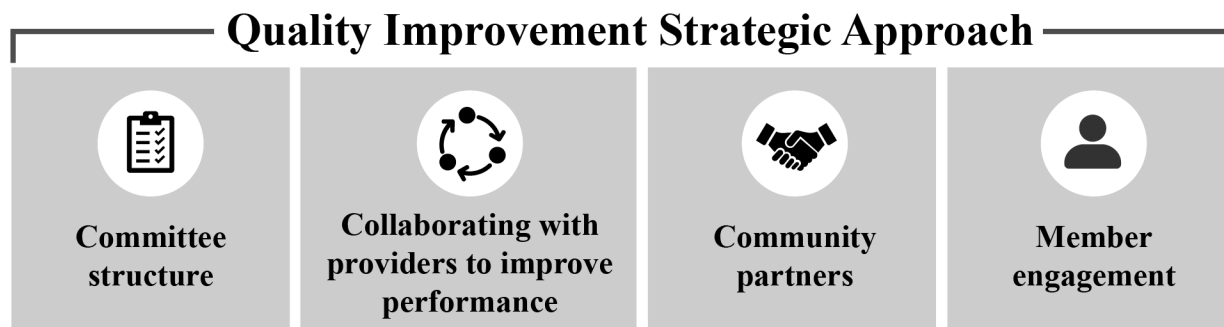 Quality Improvement Strategic Approach
Committee
structure
Collaborating with
providers to improve
performance
Community
partners
Member
engagement